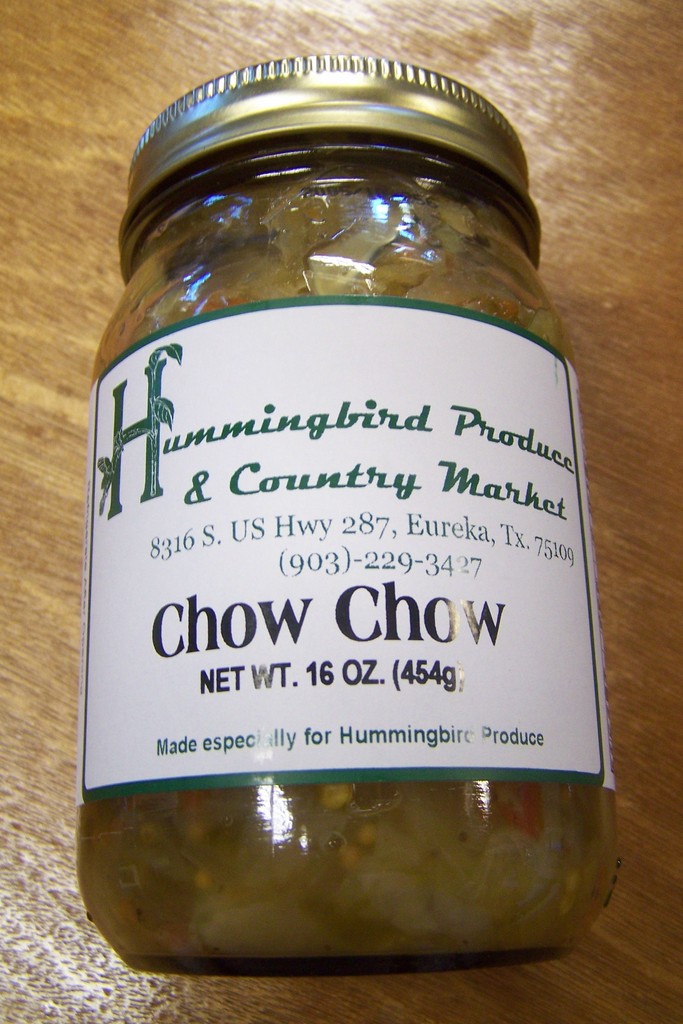 Hummingbird Produce
& Country Market
8316 S. US Hwy 287, Eureka, Tx. 75109
(903)-229-3427
Chow Chow
NET WT. 16 OZ. (454g)
Made especially for Hummingbird Produce